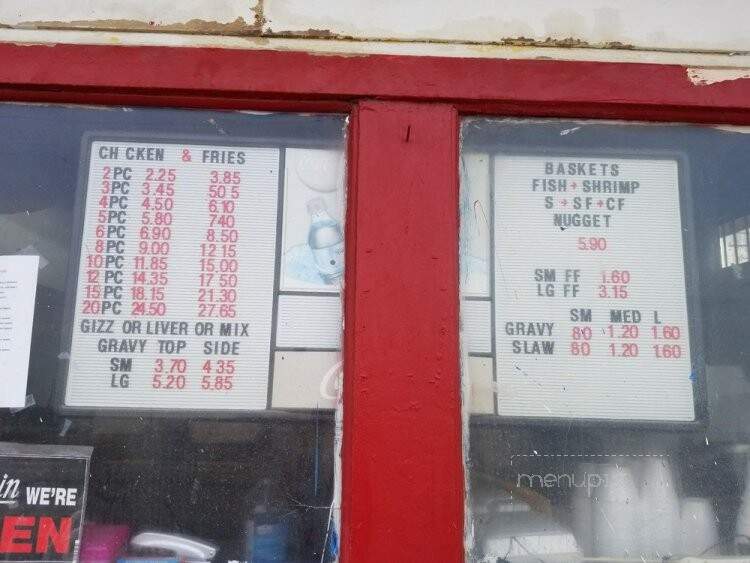 CH CKEN & FRIES
2PC 2.25 3.85
3PC 3.45 50 5
4PC 4.50 6.10
5PC 5.80 740
6PC 6.90 8.50
8PC 9.00 12 15
10PC 11.85 15.00
12 PC 14.35 17 50
15 PC 18.15 21.30
20PC 24.50 27.65
GIZZ OR LIVER OR MIX
GRAVY TOP SIDE
SM 3.70 4 35
LG 5.20 5.85
BASKETS
FISH + SHRIMP
S + SF + CF
NUGGET
5.90
SM FF 1.60
LG FF 3.15
SM MED L
GRAVY 80 1.20 1.60
SLAW 80 1.20 1.60
in WE'RE
EN
menupix